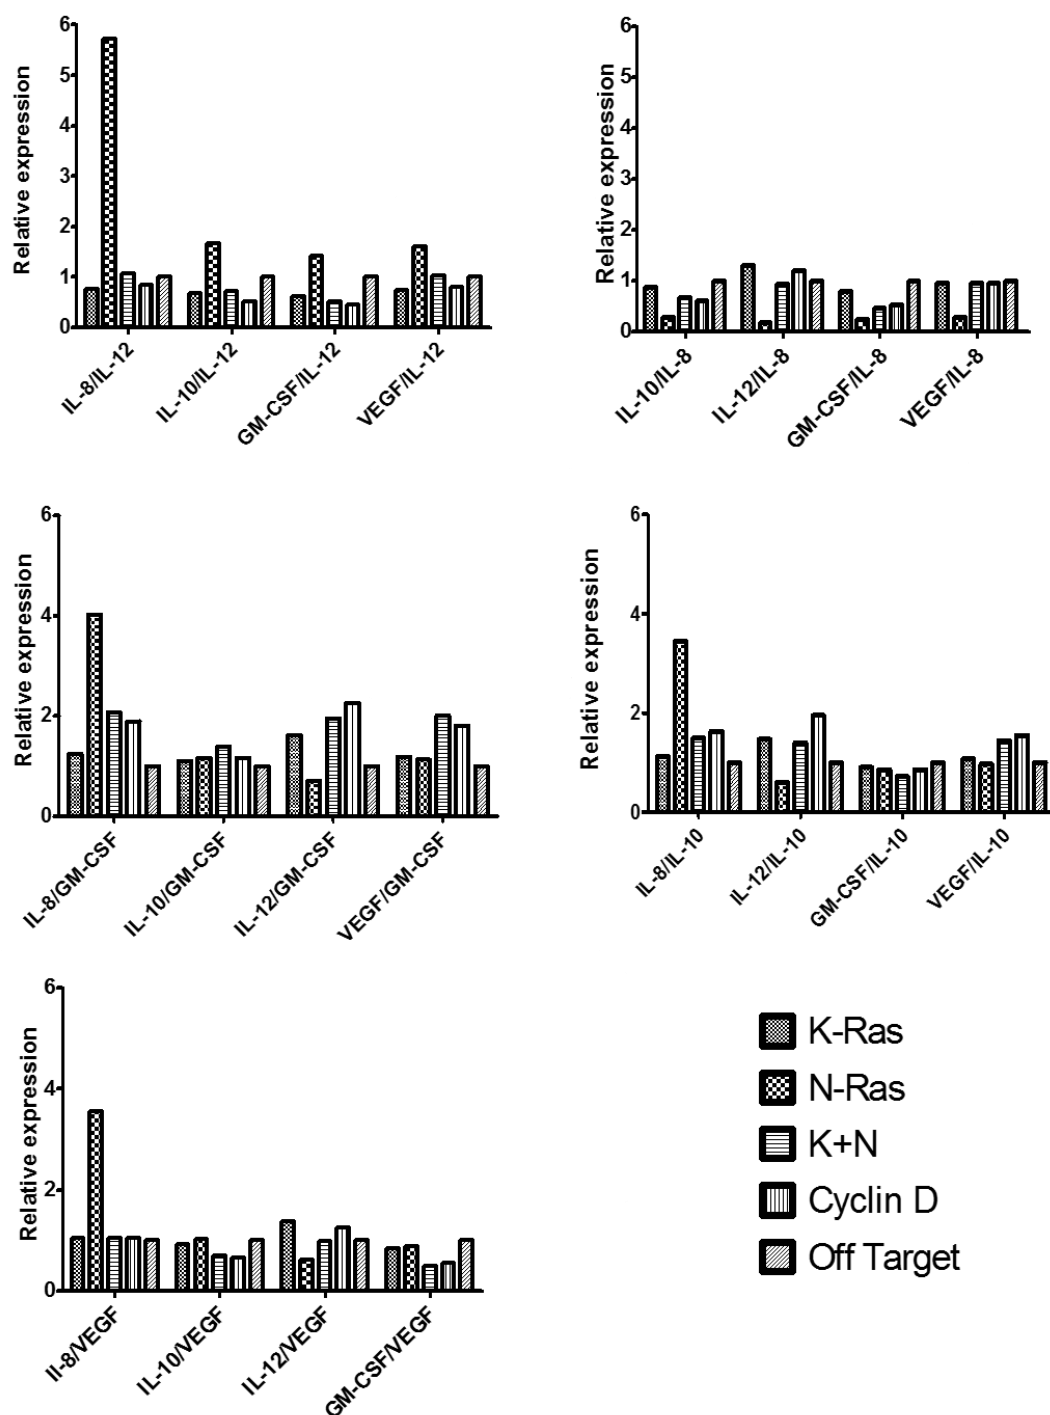 Relative expression
6
5
4
3
2
1
0
IL-8/IL-12
IL-10/IL-12
GM-CSF/IL-12
VEGF/IL-12
Relative expression
6
5
4
3
2
1
0
IL-10/IL-8
IL-12/IL-8
GM-CSF/IL-8
VEGF/IL-8
Relative expression
6
4
2
0
IL-8/GM-CSF
IL-10/GM-CSF
IL-12/GM-CSF
VEGF/GM-CSF
Relative expression
6
4
2
0
IL-8/IL-10
IL-12/IL-10
GM-CSF/IL-10
VEGF/IL-10
Relative expression
6
4
2
0
Il-8/VEGF
IL-10/VEGF
IL-12/VEGF
GM-CSF/VEGF
K-Ras
N-Ras
K+N
Cyclin D
Off Target